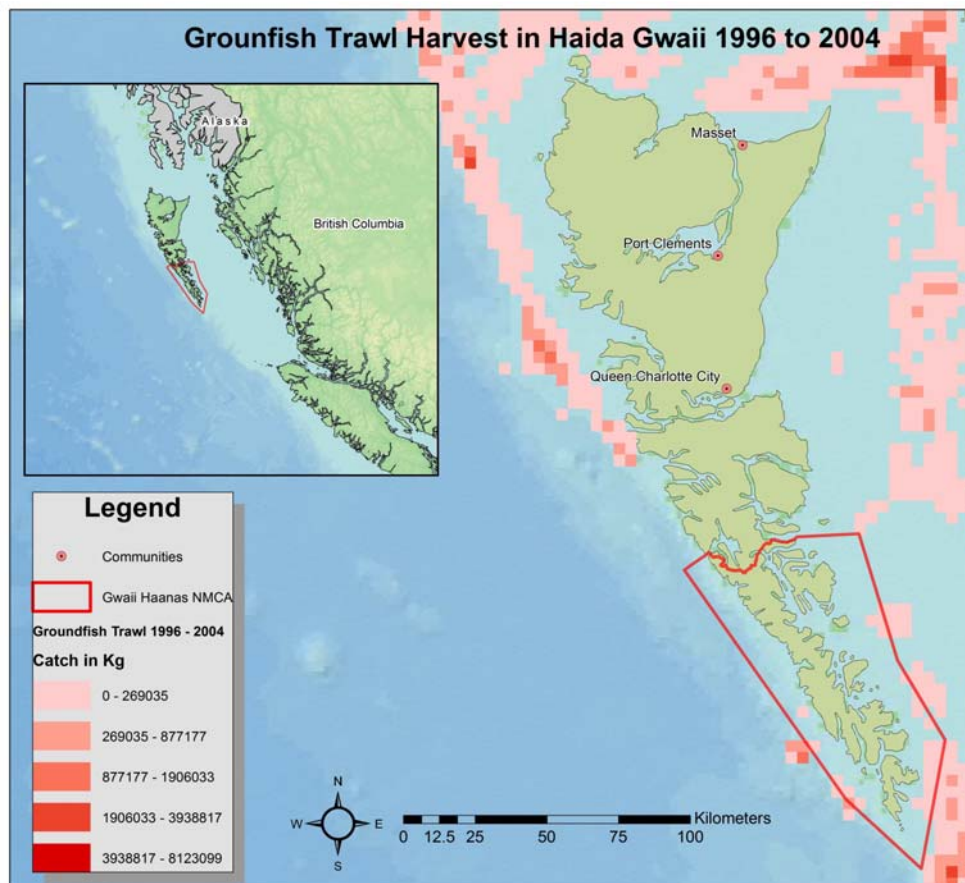 Grounfish Trawl Harvest in Haida Gwaii 1996 to 2004
Alaska
British Columbia
Masset
Port Clements
Queen Charlotte City
Legend
Communities
Gwaii Haanas NMCA
Groundfish Trawl 1996 - 2004
Catch in Kg
0 - 269035
269035 - 877177
877177 - 1906033
1906033 - 3938817
3938817 - 8123099
N
W E
S
Kilometers
0 12.5 25 50 75 100